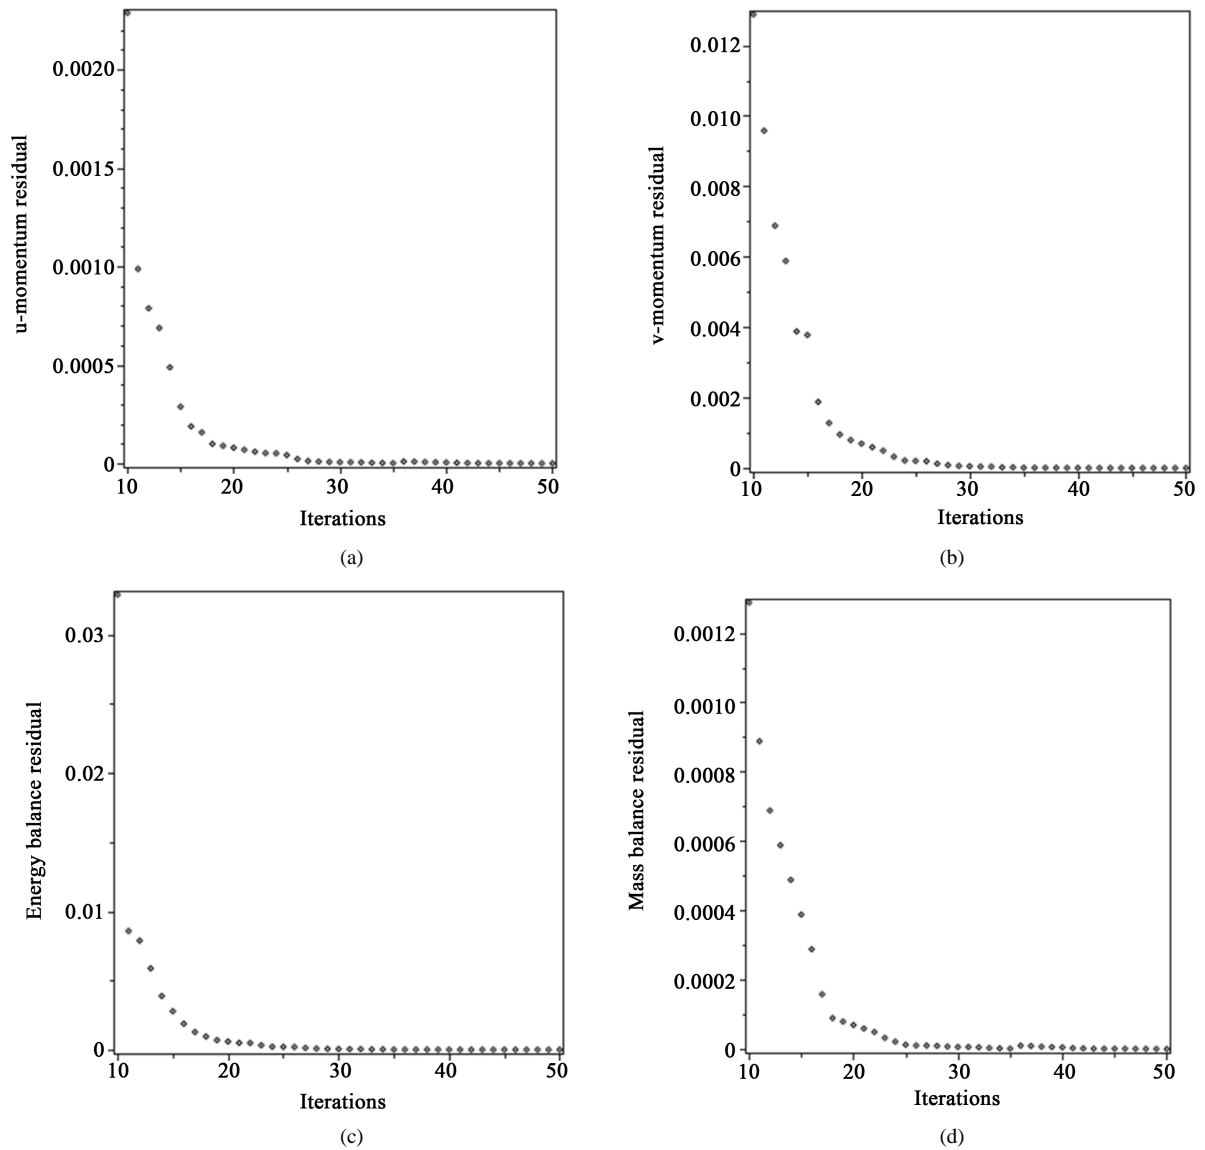 u-momentum residual
0.0020
0.0015
0.0010
0.0005
0
10 20 30 40 50
Iterations
(a)
v-momentum residual
0.012
0.010
0.008
0.006
0.004
0.002
0
10 20 30 40 50
Iterations
(b)
Energy balance residual
0.03
0.02
0.01
0
10 20 30 40 50
Iterations
(c)
Mass balance residual
0.0012
0.0010
0.0008
0.0006
0.0004
0.0002
0
10 20 30 40 50
Iterations
(d)